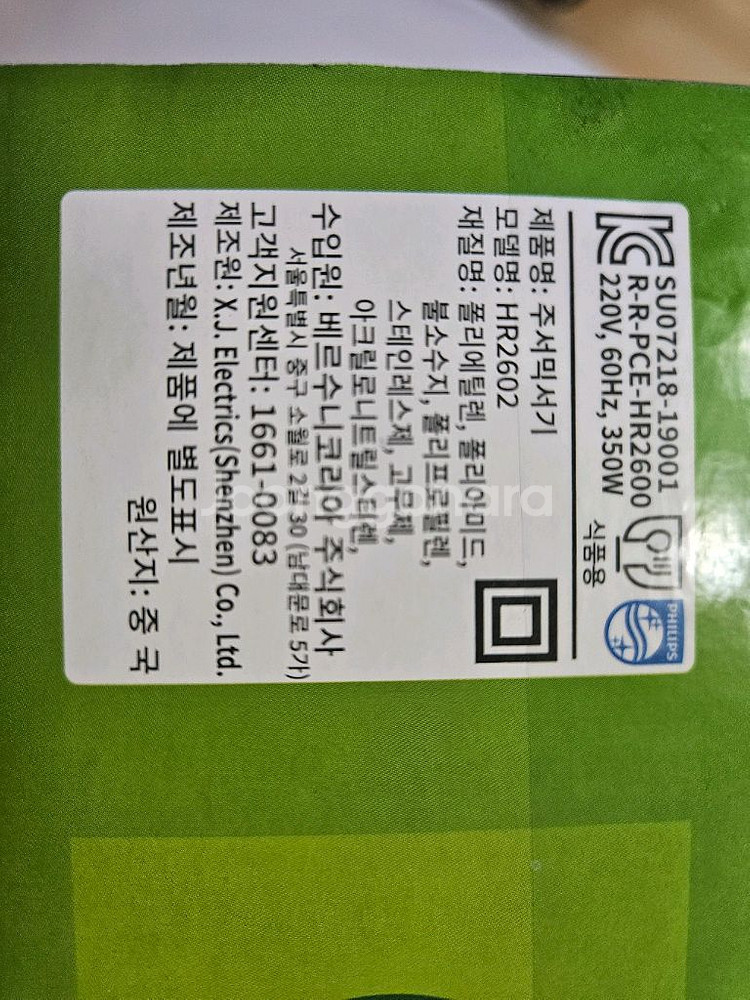 SU07218-19001
R-R-PCE-HR2600
220V, 60Hz, 350W
식품용
PHILIPS
제품명: 주서믹서기
모델명: HR2602
재질명: 폴리에틸렌, 폴리아미드,
불소수지, 폴리프로필렌,
스테인레스제, 고무제,
아크릴로니트릴스티렌,
수입원: 베르수니코리아 주식회사
서울특별시 중구 소월로 2길 30 (남대문로 5가)
고객지원센터: 1661-0083
제조원: X.J. Electrics(Shenzhen) Co., Ltd.
제조년월: 제품에 별도표시
원산지: 중 국
joonggonara